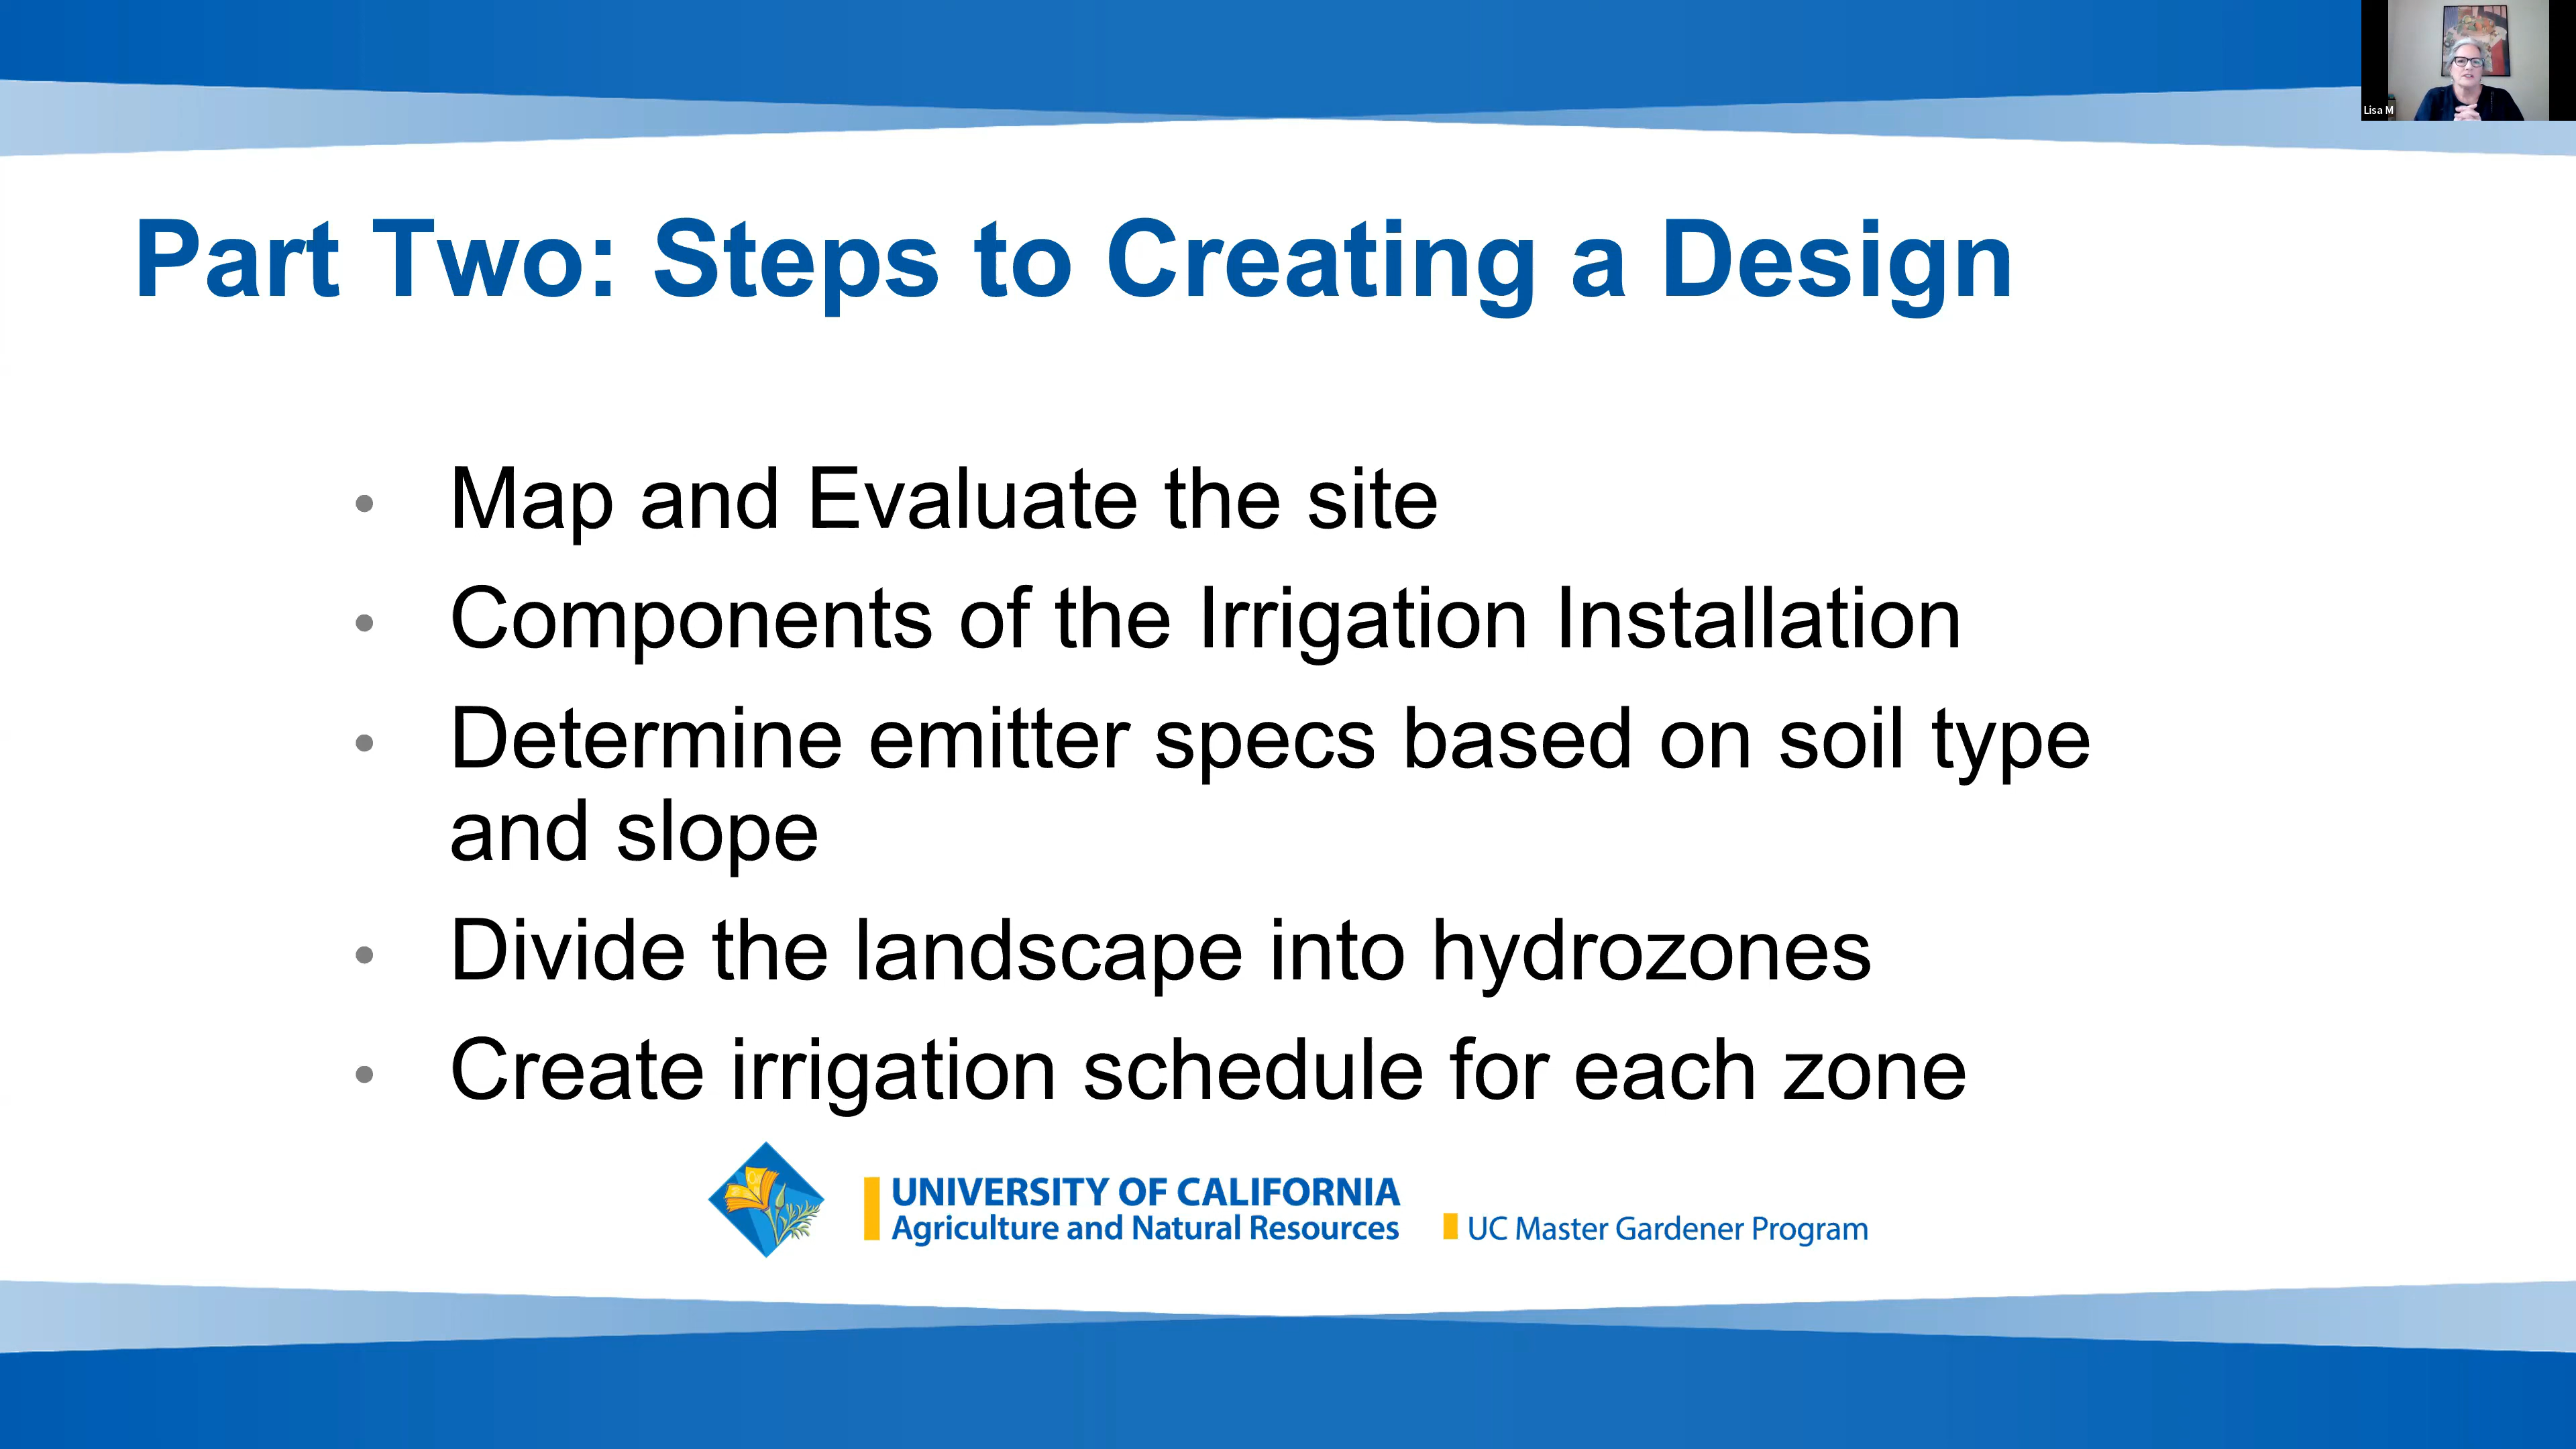 Lisa M
Part Two: Steps to Creating a Design
• Map and Evaluate the site
• Components of the Irrigation Installation
• Determine emitter specs based on soil type
and slope
• Divide the landscape into hydrozones
• Create irrigation schedule for each zone
UNIVERSITY OF CALIFORNIA
Agriculture and Natural Resources
UC Master Gardener Program